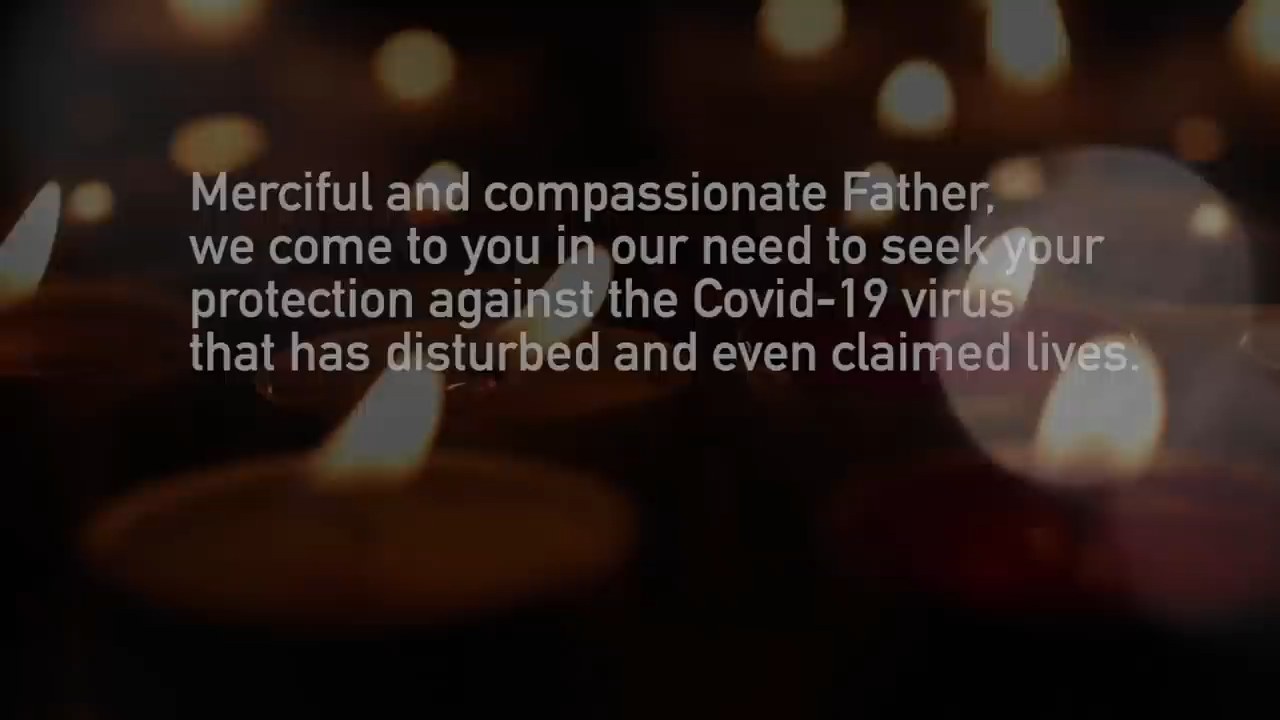 Merciful and compassionate Father,
we come to you in our need to seek your
protection against the Covid-19 virus
that has disturbed and even claimed lives.